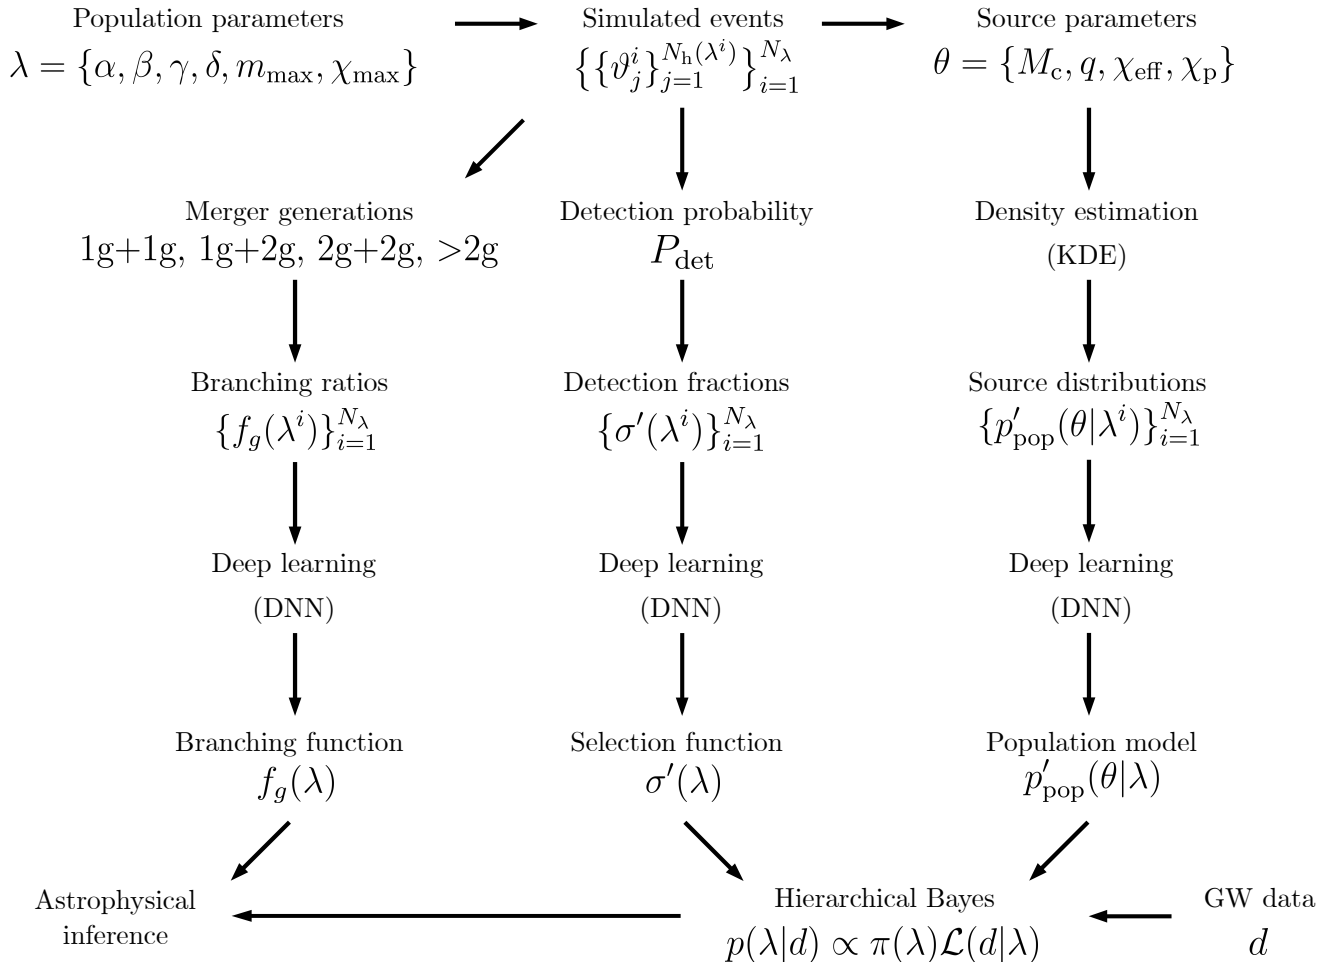 Population parameters
λ = {α, β, γ, δ, m_max, χ_max}
Simulated events
{{ϑ_j^i}_{j=1}^{N_h(λ^i)}}_{i=1}^{N_λ}
Source parameters
θ = {M_c, q, χ_eff, χ_p}
Merger generations
1g+1g, 1g+2g, 2g+2g, >2g
Detection probability
P_det
Density estimation
(KDE)
Branching ratios
{f_g(λ^i)}_{i=1}^{N_λ}
Detection fractions
{σ′(λ^i)}_{i=1}^{N_λ}
Source distributions
{p′_pop(θ|λ^i)}_{i=1}^{N_λ}
Deep learning
(DNN)
Deep learning
(DNN)
Deep learning
(DNN)
Branching function
f_g(λ)
Selection function
σ′(λ)
Population model
p′_pop(θ|λ)
Astrophysical
inference
Hierarchical Bayes
p(λ|d) ∝ π(λ)ℒ(d|λ)
GW data
d